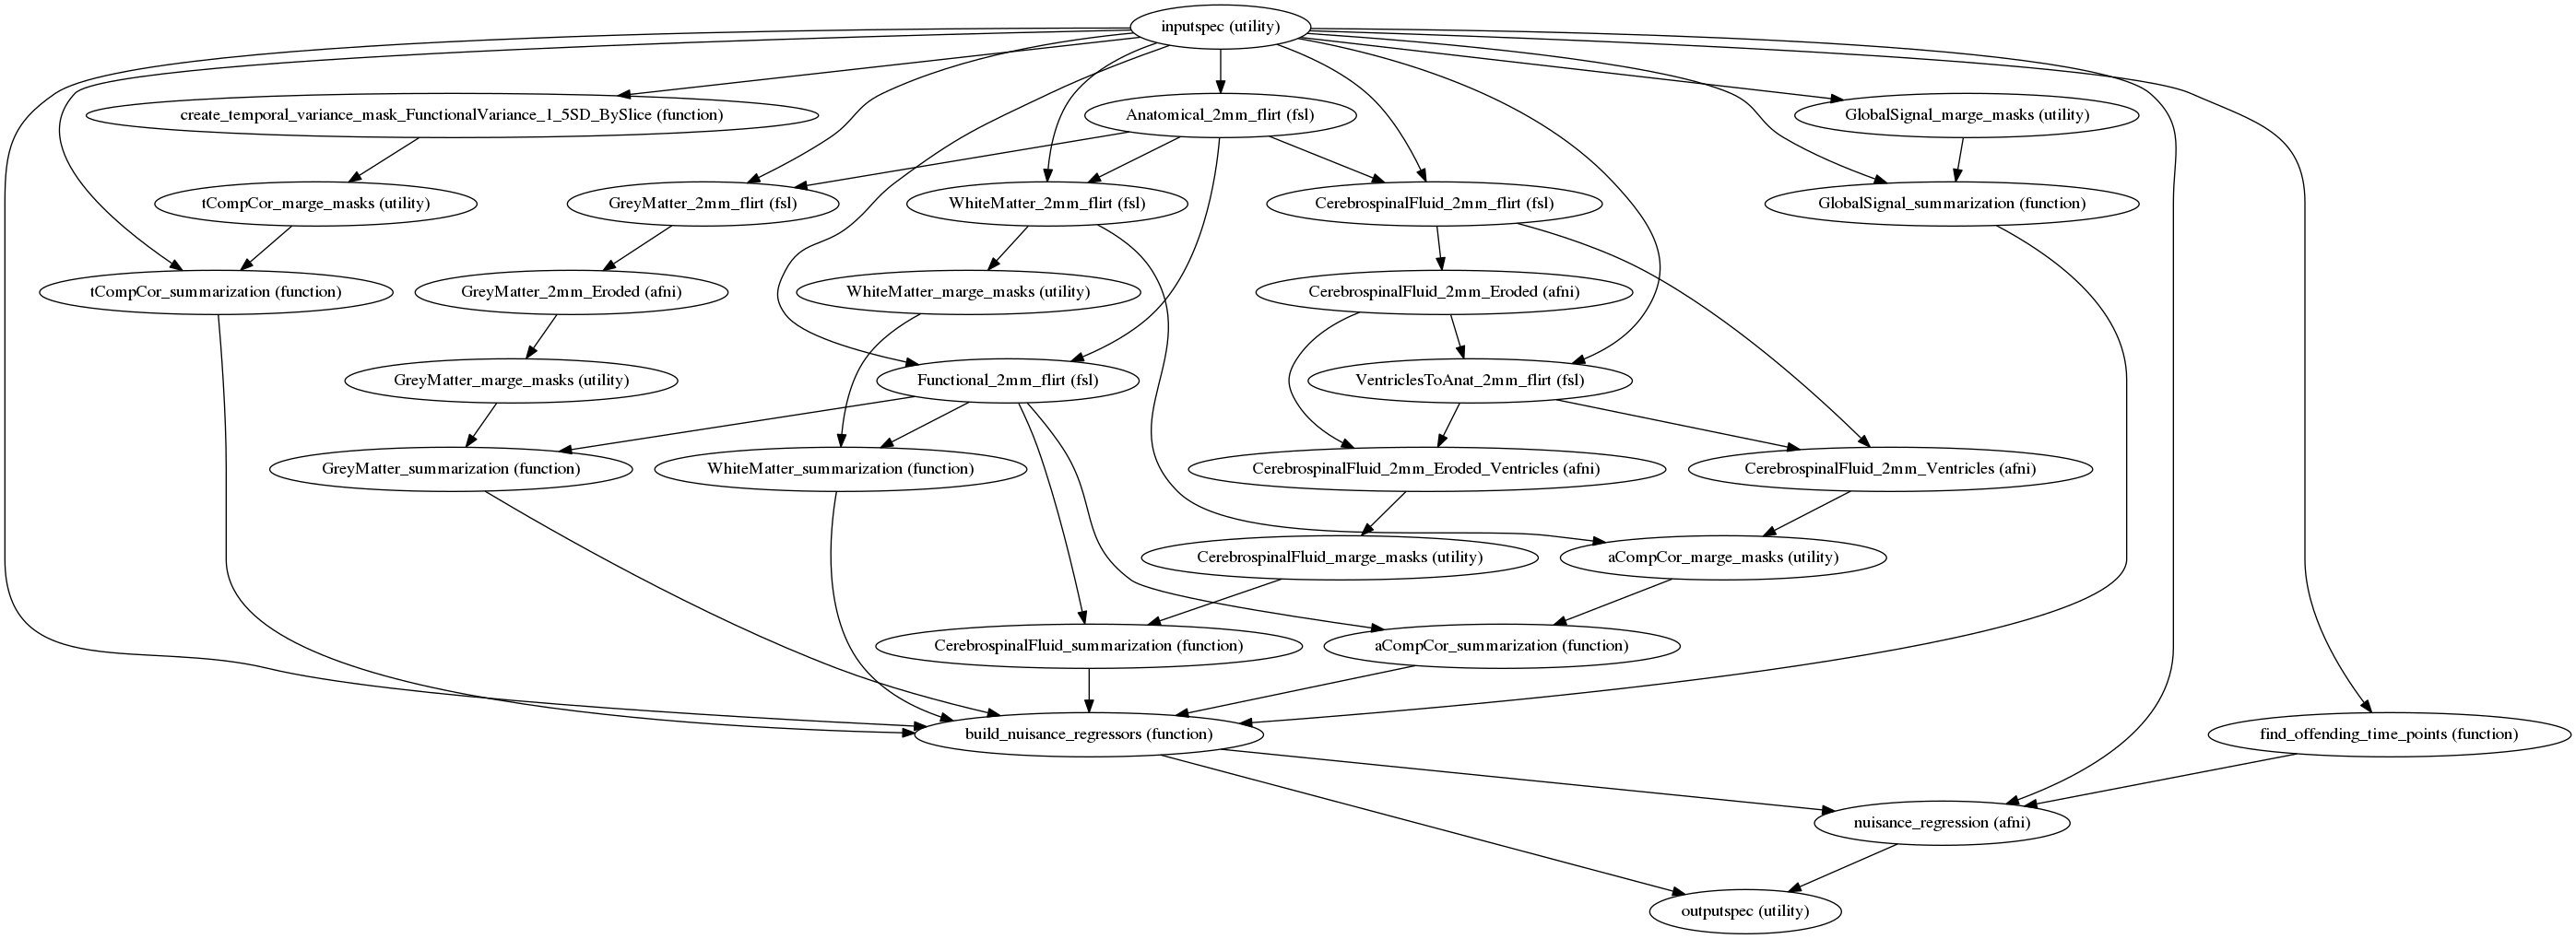 inputspec (utility)
create_temporal_variance_mask_FunctionalVariance_1_5SD_BySlice (function)
Anatomical_2mm_flirt (fsl)
GlobalSignal_marge_masks (utility)
tCompCor_marge_masks (utility)
GreyMatter_2mm_flirt (fsl)
WhiteMatter_2mm_flirt (fsl)
CerebrospinalFluid_2mm_flirt (fsl)
GlobalSignal_summarization (function)
tCompCor_summarization (function)
GreyMatter_2mm_Eroded (afni)
WhiteMatter_marge_masks (utility)
CerebrospinalFluid_2mm_Eroded (afni)
GreyMatter_marge_masks (utility)
Functional_2mm_flirt (fsl)
VentriclesToAnat_2mm_flirt (fsl)
GreyMatter_summarization (function)
WhiteMatter_summarization (function)
CerebrospinalFluid_2mm_Eroded_Ventricles (afni)
CerebrospinalFluid_2mm_Ventricles (afni)
CerebrospinalFluid_marge_masks (utility)
aCompCor_marge_masks (utility)
CerebrospinalFluid_summarization (function)
aCompCor_summarization (function)
build_nuisance_regressors (function)
find_offending_time_points (function)
nuisance_regression (afni)
outputspec (utility)